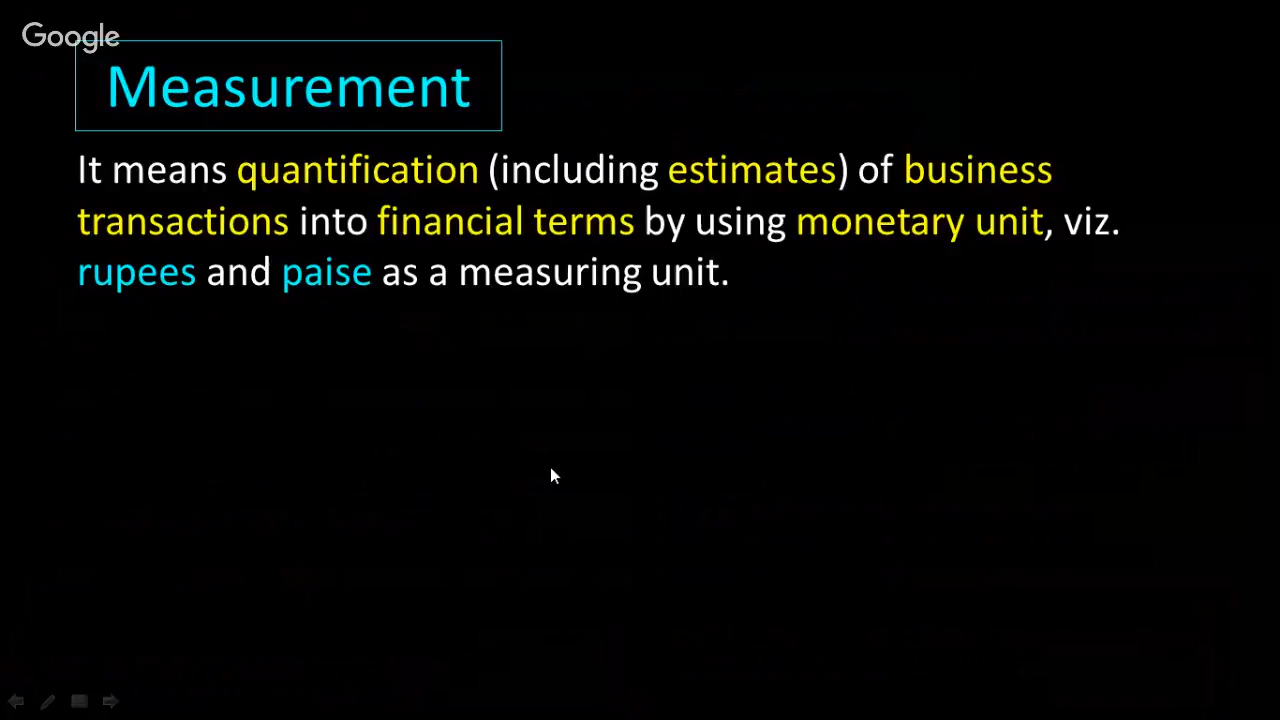 Google
Measurement
It means quantification (including estimates) of business
transactions into financial terms by using monetary unit, viz.
rupees and paise as a measuring unit.